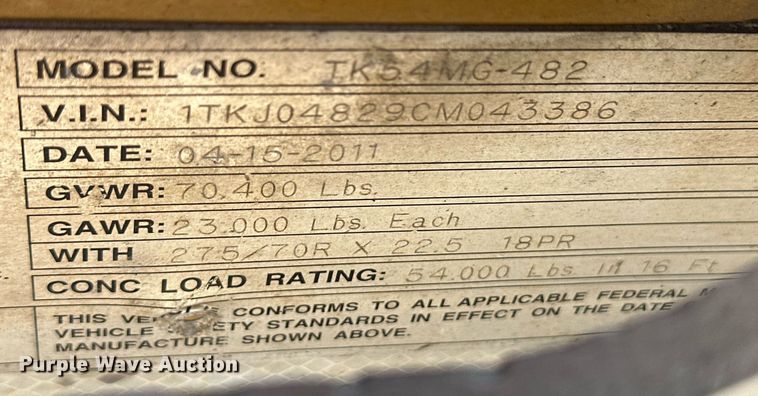 MODEL NO. TK54MG-482
V.I.N.: 1TKJ04829CM043386
DATE: 04-15-2011
GVWR: 70.400 Lbs.
GAWR: 23.000 Lbs. Each
WITH 275/70R X 22.5 18PR
CONC LOAD RATING: 54.000 Lbs. In 16 Ft
THIS CONFORMS TO ALL APPLICABLE FEDERAL M
VEHICLE ETY STANDARDS IN EFFECT ON THE DATE
MANUFACTURE SHOWN ABOVE.
Purple Wave Auction